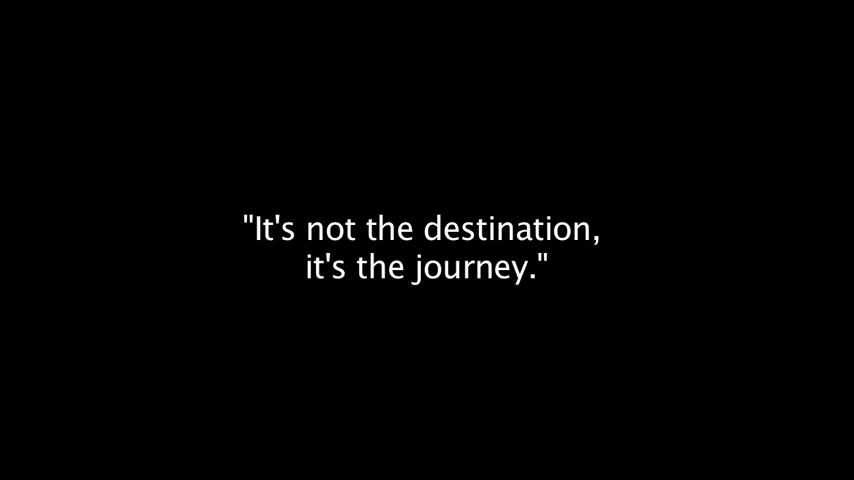 "It's not the destination,
it's the journey."